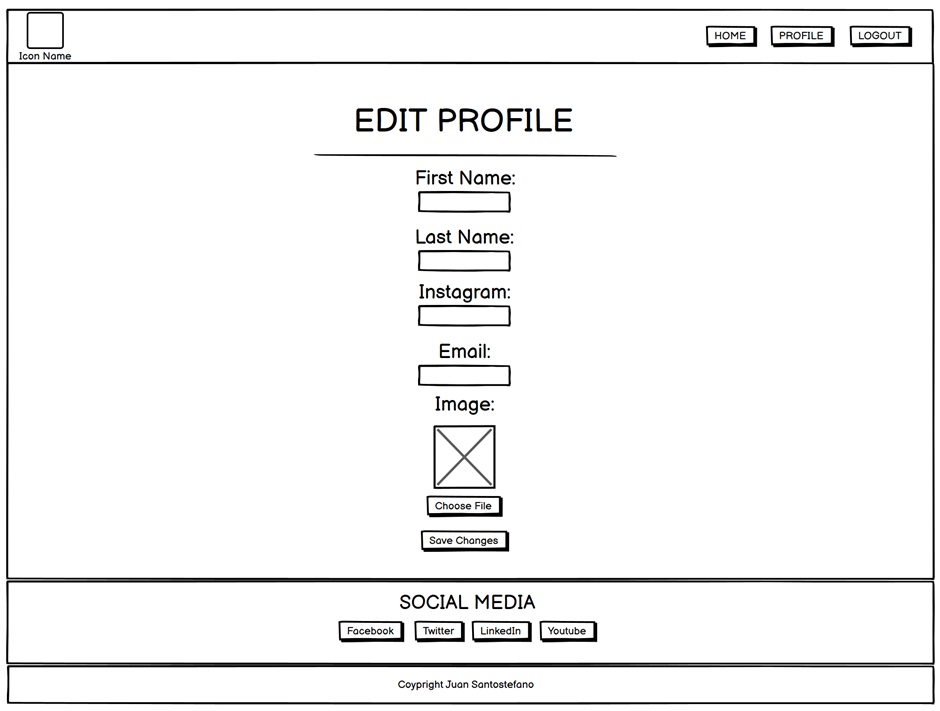 Icon Name
HOME PROFILE LOGOUT
EDIT PROFILE
First Name:
Last Name:
Instagram:
Email:
Image:
Choose File
Save Changes
SOCIAL MEDIA
Facebook Twitter LinkedIn Youtube
Coypright Juan Santostefano